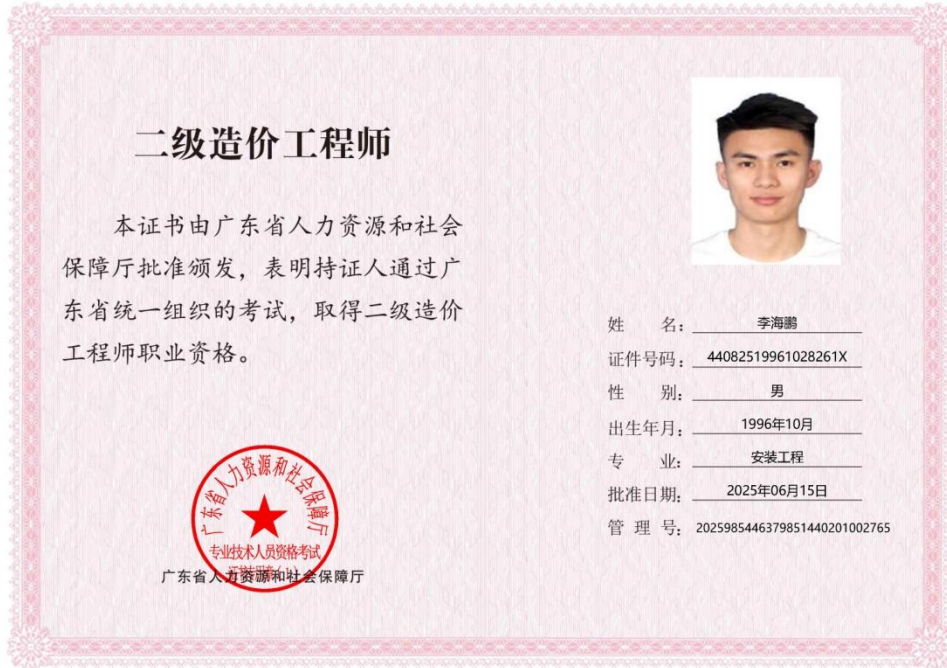 二级造价工程师
本证书由广东省人力资源和社会
保障厅批准颁发，表明持证人通过广
东省统一组织的考试，取得二级造价
工程师职业资格。
广东省人力资源和社会保障厅
专业技术人员资格考试
广东省人力资源和社会保障厅
姓 名：李海鹏
证件号码：44082519961028261X
性 别：男
出生年月：1996年10月
专 业：安装工程
批准日期：2025年06月15日
管 理 号：20259854463798514402010027​65